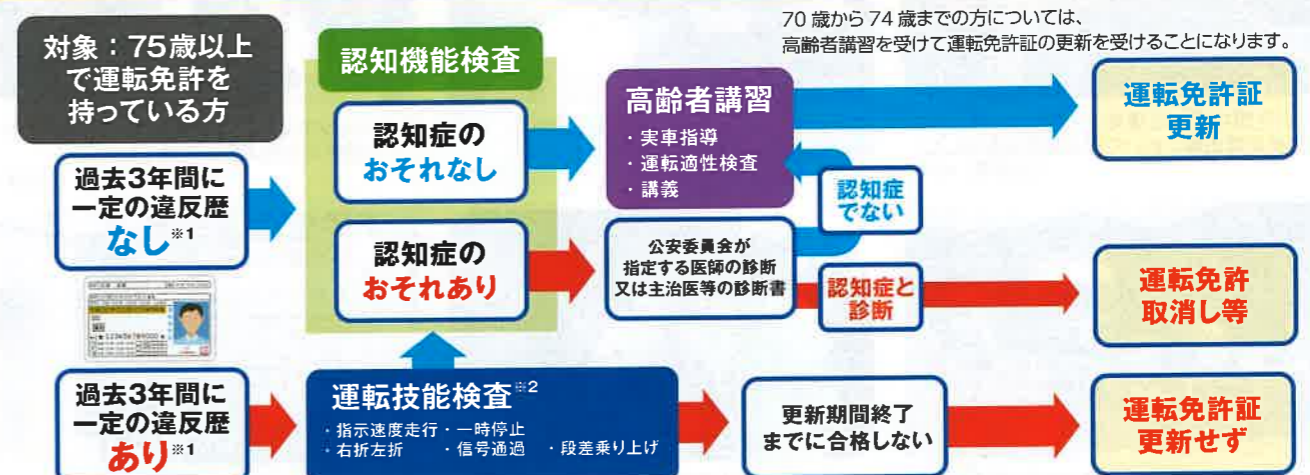 70歳から74歳までの方については、
高齢者講習を受けて運転免許証の更新を受けることになります。
対象：75歳以上
で運転免許を
持っている方
認知機能検査
認知症の
おそれなし
高齢者講習
・実車指導
・運転適性検査
・講義
運転免許証
更新
過去3年間に
一定の違反歴
なし※1
認知症の
おそれあり
公安委員会が
指定する医師の診断
又は主治医等の診断書
認知症
でない
認知症と
診断
運転免許
取消し等
123456789000
過去3年間に
一定の違反歴
あり※1
運転技能検査※2
・指示速度走行・一時停止
・右折左折　・信号通過　・段差乗り上げ
更新期間終了
までに合格しない
運転免許証
更新せず